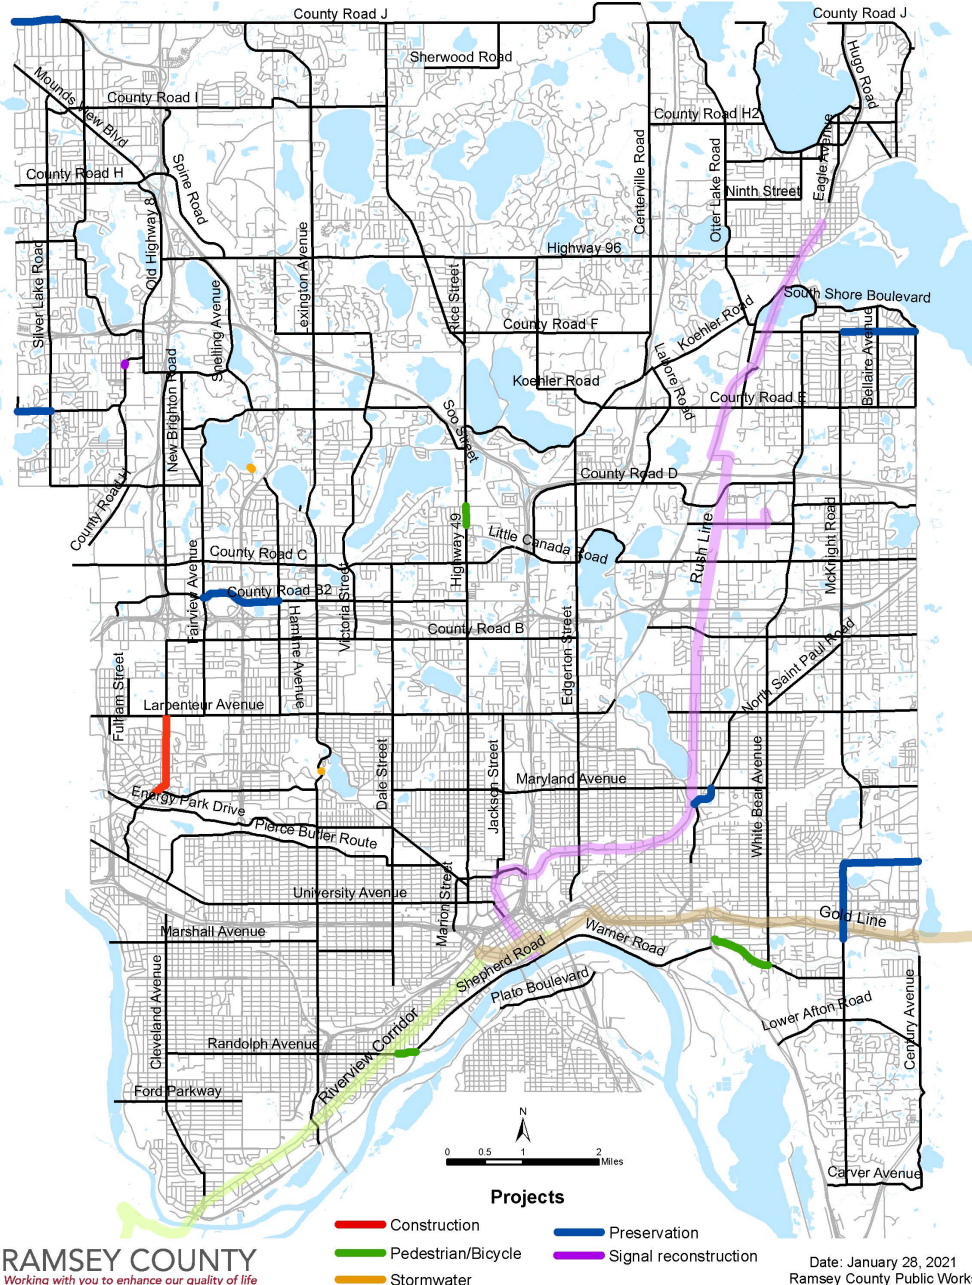 County Road J
County Road J
Sherwood Road
Hugo Road
Mounds View Blvd
County Road I
County Road H2
Eagle Avenue
Centerville Road
Otter Lake Road
County Road H
Spine Road
Ninth Street
Old Highway 8
Silver Lake Road
Lexington Avenue
Highway 96
Snelling Avenue
Rice Street
South Shore Boulevard
County Road F
Koehler Road
Bellaire Avenue
Labore Road
Koehler Road
New Brighton Road
County Road E
Soo Street
County Road D
Highway 49
Little Canada Road
Rush Line
McKnight Road
County Road C
Fairview Avenue
County Road B2
Hamline Avenue
Victoria Street
County Road B
Edgerton Street
North Saint Paul Road
Fulham Street
Larpenteur Avenue
Dale Street
Jackson Street
Maryland Avenue
White Bear Avenue
Energy Park Drive
Pierce Butler Route
University Avenue
Marion Street
Gold Line
Marshall Avenue
Warner Road
Shepherd Road
Plato Boulevard
Cleveland Avenue
Lower Afton Road
Century Avenue
Randolph Avenue
Riverview Corridor
Ford Parkway
N
0 0.5 1 2
Miles
Carver Avenue
Projects
Construction
Preservation
Pedestrian/Bicycle
Signal reconstruction
Stormwater
RAMSEY COUNTY
Working with you to enhance our quality of life
Date: January 28, 2021
Ramsey County Public Work